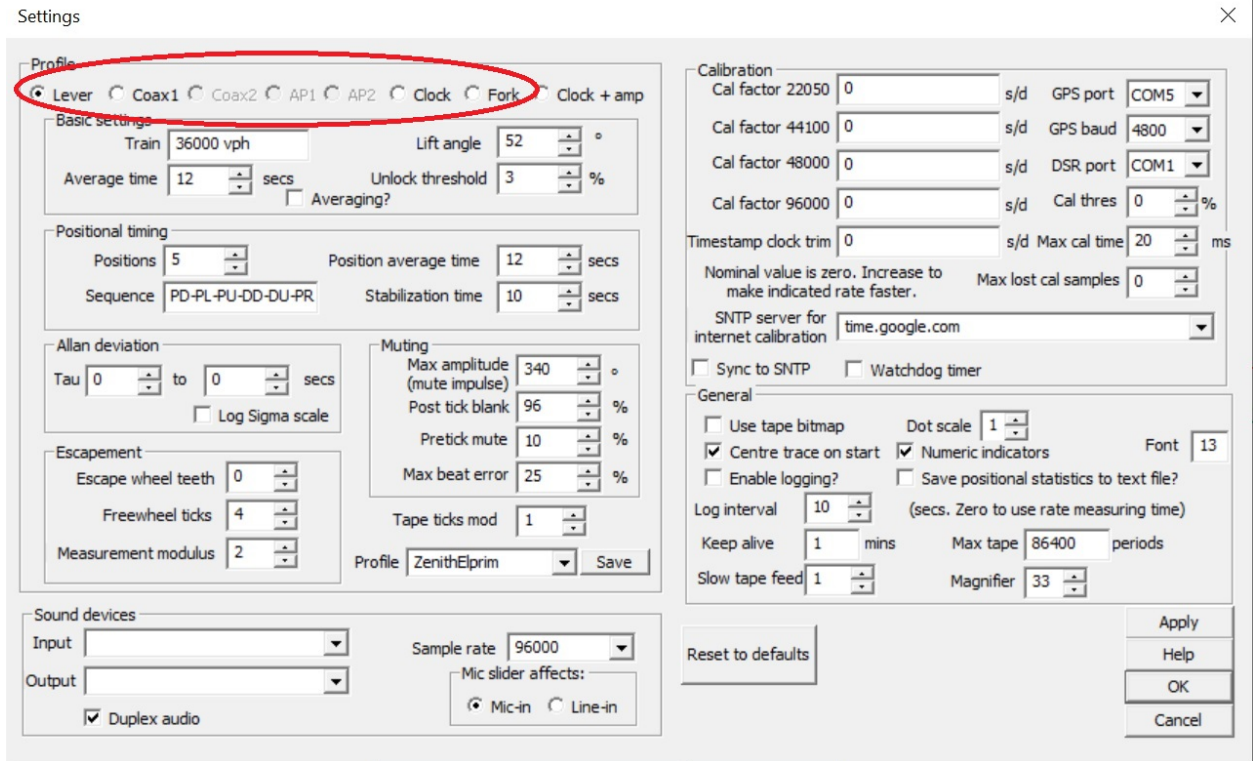 Settings
Profile
Lever Coax1 Coax2 AP1 AP2 Clock Fork Clock + amp
Basic settings
Train 36000 vph Lift angle 52 °
Average time 12 secs Unlock threshold 3 %
Averaging?
Positional timing
Positions 5 Position average time 12 secs
Sequence PD-PL-PU-DD-DU-PR Stabilization time 10 secs
Allan deviation
Tau 0 to 0 secs
Log Sigma scale
Muting
Max amplitude
(mute impulse) 340 °
Post tick blank 96 %
Pretick mute 10 %
Max beat error 25 %
Escapement
Escape wheel teeth 0
Freewheel ticks 4
Measurement modulus 2
Tape ticks mod 1
Profile ZenithElprim Save
Sound devices
Input
Output
Duplex audio
Sample rate 96000
Mic slider affects:
Mic-in Line-in
Calibration
Cal factor 22050 0 s/d GPS port COM5
Cal factor 44100 0 s/d GPS baud 4800
Cal factor 48000 0 s/d DSR port COM1
Cal factor 96000 0 s/d Cal thres 0 %
Timestamp clock trim 0 s/d Max cal time 20 ms
Nominal value is zero. Increase to
make indicated rate faster.
Max lost cal samples 0
SNTP server for
internet calibration time.google.com
Sync to SNTP Watchdog timer
General
Use tape bitmap Dot scale 1
Centre trace on start Numeric indicators Font 13
Enable logging? Save positional statistics to text file?
Log interval 10 (secs. Zero to use rate measuring time)
Keep alive 1 mins Max tape 86400 periods
Slow tape feed 1 Magnifier 33
Reset to defaults
Apply
Help
OK
Cancel